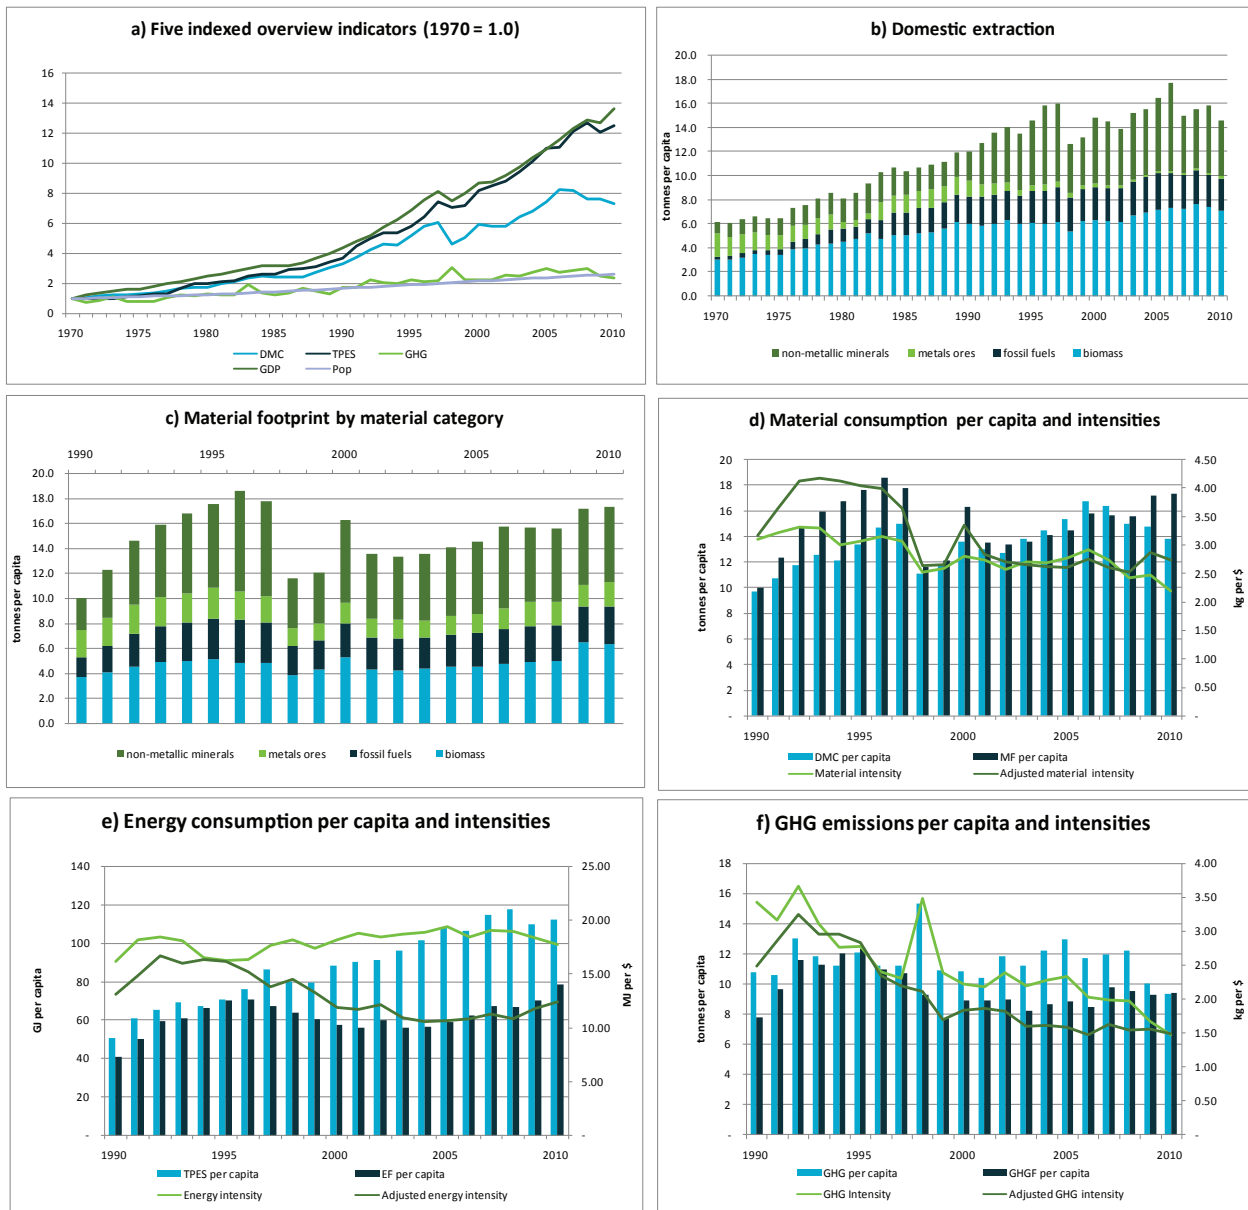 a) Five indexed overview indicators (1970 = 1.0)
16
14
12
10
8
6
4
2
0
1970 1975 1980 1985 1990 1995 2000 2005 2010
DMC TPES GHG
GDP Pop
b) Domestic extraction
tonnes per capita
20.0
18.0
16.0
14.0
12.0
10.0
8.0
6.0
4.0
2.0
0.0
1970 1975 1980 1985 1990 1995 2000 2005 2010
non-metallic minerals metals ores fossil fuels biomass
c) Material footprint by material category
1990 1995 2000 2005 2010
tonnes per capita
20.0
18.0
16.0
14.0
12.0
10.0
8.0
6.0
4.0
2.0
0.0
non-metallic minerals metals ores fossil fuels biomass
d) Material consumption per capita and intensities
tonnes per capita
20
18
16
14
12
10
8
6
4
2
-
4.50
4.00
3.50
3.00
2.50
2.00
1.50
1.00
0.50
-
kg per $
1990 1995 2000 2005 2010
DMC per capita MF per capita
Material intensity Adjusted material intensity
e) Energy consumption per capita and intensities
GJ per capita
140
120
100
80
60
40
20
-
25.00
20.00
15.00
10.00
5.00
-
MJ per $
1990 1995 2000 2005 2010
TPES per capita EF per capita
Energy intensity Adjusted energy intensity
f) GHG emissions per capita and intensities
tonnes per capita
18
16
14
12
10
8
6
4
2
-
4.00
3.50
3.00
2.50
2.00
1.50
1.00
0.50
-
kg per $
1990 1995 2000 2005 2010
GHG per capita GHGF per capita
GHG Intensity Adjusted GHG intensity